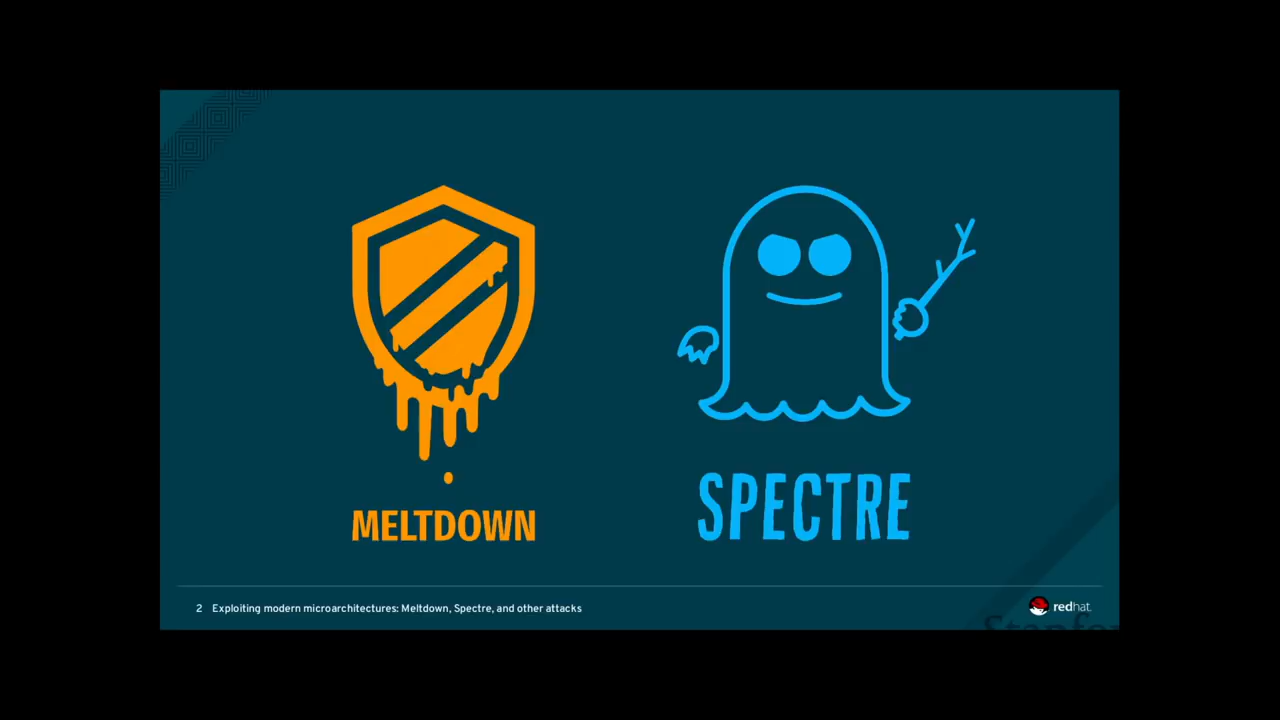 MELTDOWN
SPECTRE
2 Exploiting modern microarchitectures: Meltdown, Spectre, and other attacks
redhat.